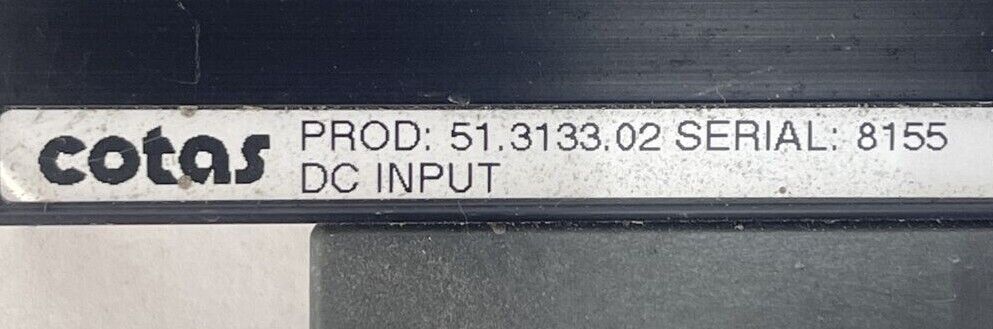 cotas PROD: 51.3133.02 SERIAL: 8155
DC INPUT